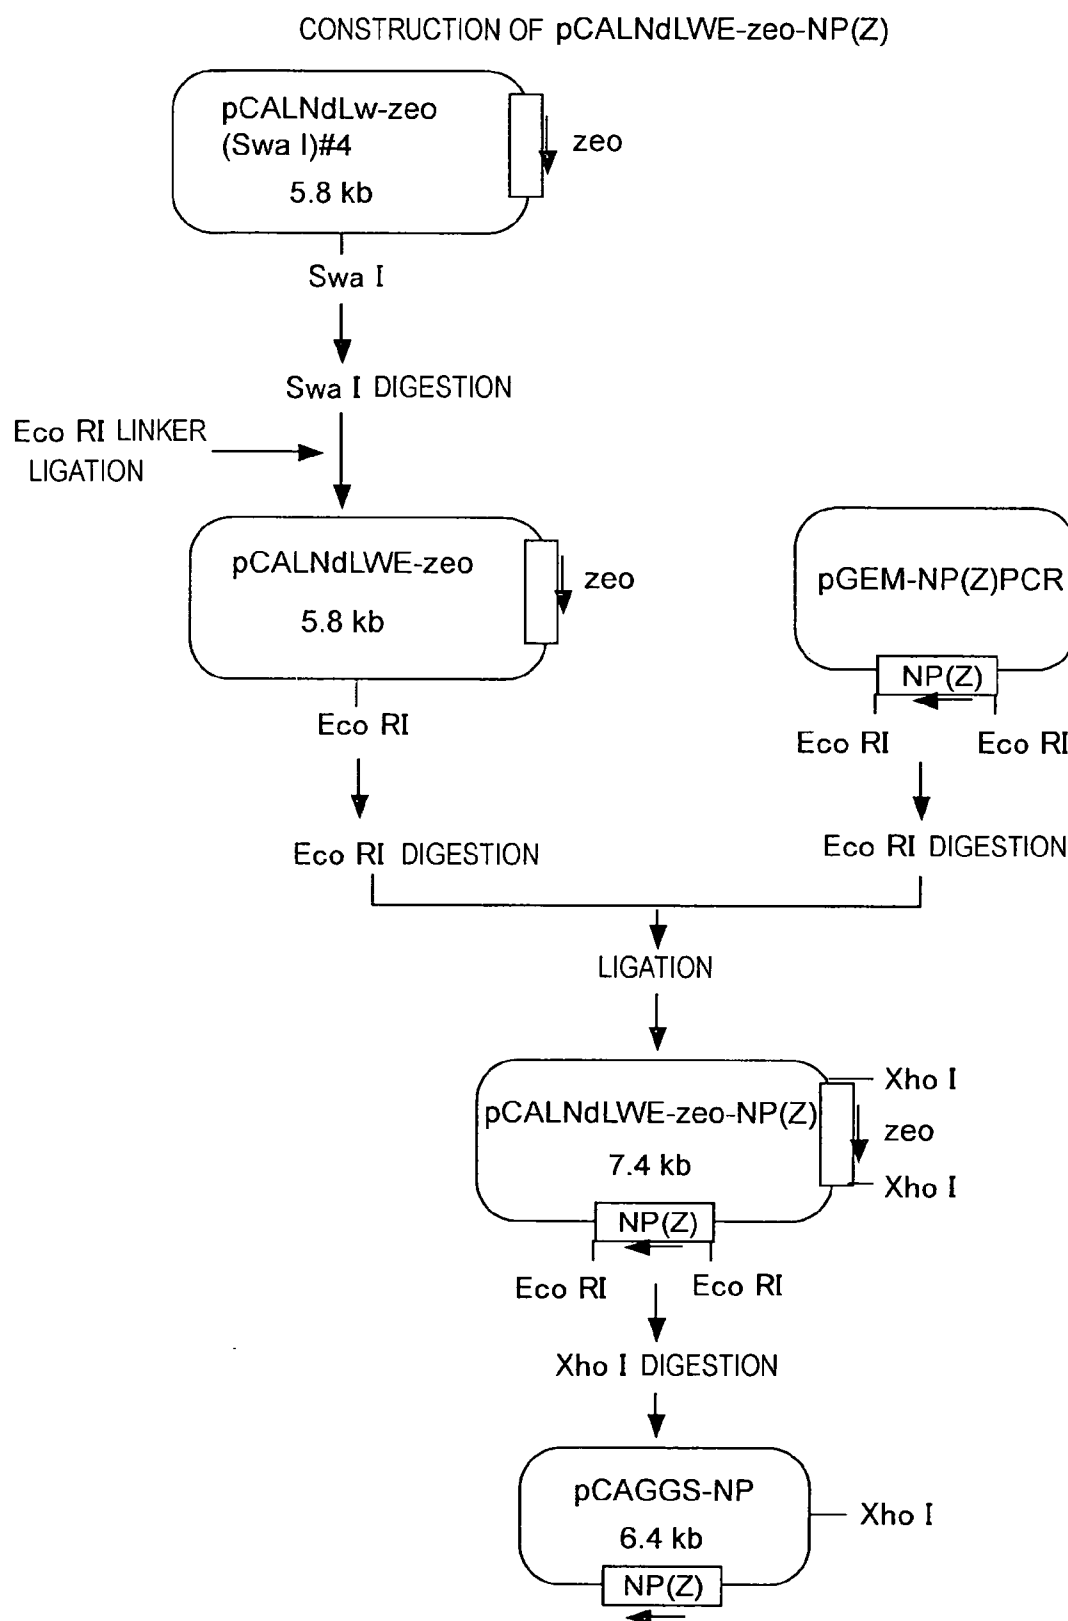 CONSTRUCTION OF pCALNdLWE-zeo-NP(Z)
pCALNdLw-zeo
(Swa I)#4
5.8 kb
zeo
Swa I
Swa I DIGESTION
Eco RI LINKER
LIGATION
pCALNdLWE-zeo
5.8 kb
zeo
Eco RI
Eco RI DIGESTION
pGEM-NP(Z)PCR
NP(Z)
Eco RI
Eco RI
Eco RI DIGESTION
LIGATION
pCALNdLWE-zeo-NP(Z)
7.4 kb
Xho I
zeo
Xho I
NP(Z)
Eco RI
Eco RI
Xho I DIGESTION
pCAGGS-NP
6.4 kb
Xho I
NP(Z)